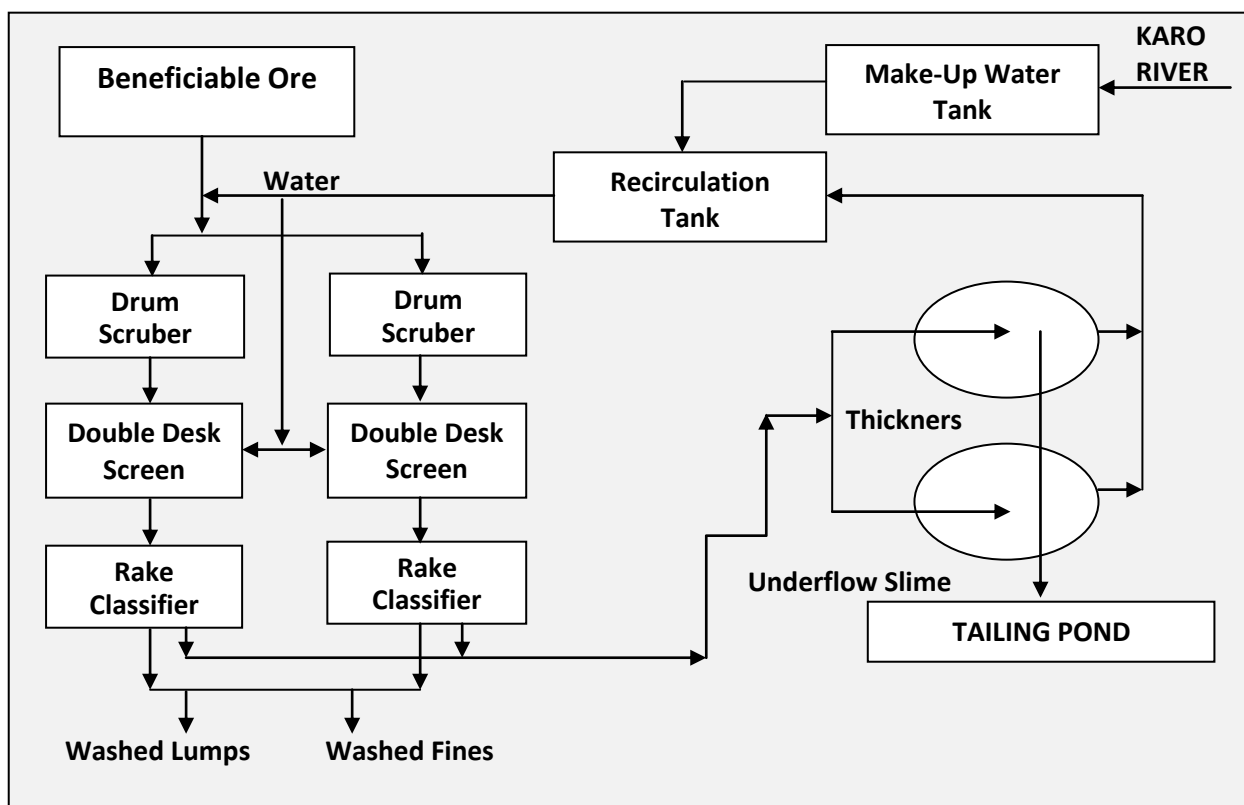 KARO
RIVER
Beneficiable Ore
Make-Up Water
Tank
Water
Recirculation
Tank
Drum
Scruber
Drum
Scruber
Double Desk
Screen
Double Desk
Screen
Thickners
Rake
Classifier
Rake
Classifier
Underflow Slime
TAILING POND
Washed Lumps
Washed Fines